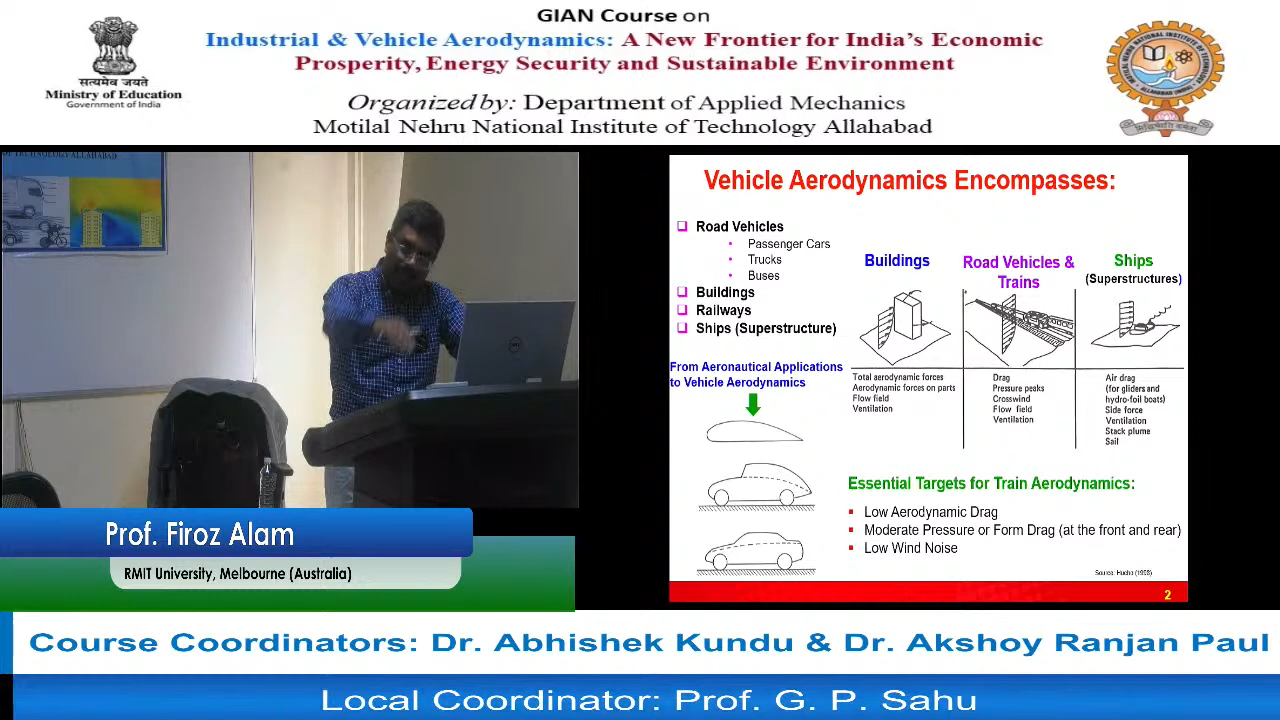 GIAN Course on
Industrial & Vehicle Aerodynamics: A New Frontier for India's Economic
Prosperity, Energy Security and Sustainable Environment
Organized by: Department of Applied Mechanics
Motilal Nehru National Institute of Technology Allahabad
सत्यमेव जयते
Ministry of Education
Government of India
OF TECHNOLOGY ALLAHABAD
Vehicle Aerodynamics Encompasses:
Road Vehicles
Passenger Cars
Trucks
Buses
Buildings
Railways
Ships (Superstructure)
From Aeronautical Applications
to Vehicle Aerodynamics
Buildings
Road Vehicles &
Trains
Ships
(Superstructures)
Total aerodynamic forces
Aerodynamic forces on parts
Flow field
Ventilation
Drag
Pressure peaks
Crosswind
Flow field
Ventilation
Air drag
(for gliders and
hydro-foil boats)
Side force
Ventilation
Stack plume
Sail
Essential Targets for Train Aerodynamics:
Low Aerodynamic Drag
Moderate Pressure or Form Drag (at the front and rear)
Low Wind Noise
Source: Hucho (1998)
2
DELL
Prof. Firoz Alam
RMIT University, Melbourne (Australia)
Course Coordinators: Dr. Abhishek Kundu & Dr. Akshoy Ranjan Paul
Local Coordinator: Prof. G. P. Sahu